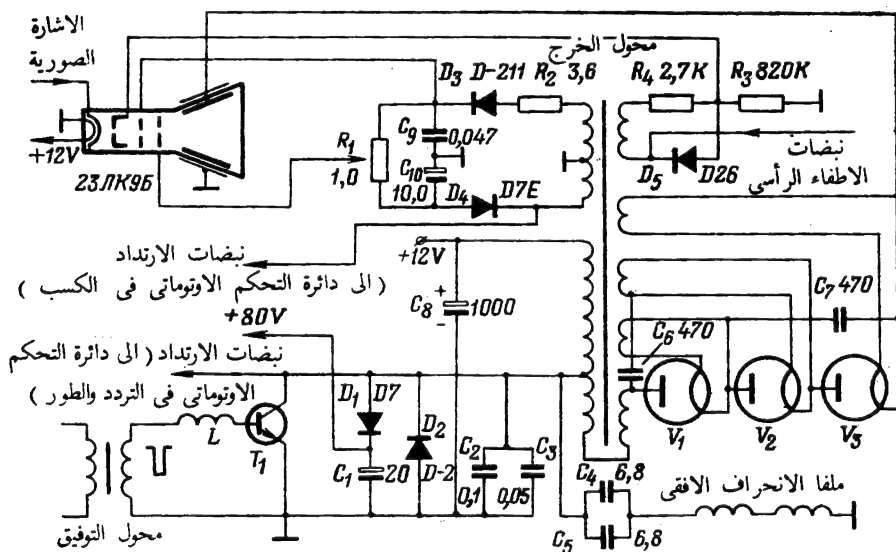 الاشارة
الصورية
+12V
23ЛК9Б
محول الخرج
D3 D-211 R2 3,6
R4 2,7K R3 820K
C9 0,047
R1 1,0
C10 10,0
D4 D7E
D5 D26
نبضات
الاطفاء الرأسي
نبضات الارتداد
( الى دائرة التحكم الاوتوماتى فى الكسب )
+12V
+
C8 1000
-
C7 470
C6 470
+80V
نبضات الارتداد ( الى دائرة التحكم
الاوتوماتى فى التردد والطور )
D1 D7
D2 D-2
L
T1
C1 20
C2 0,1
C3 0,05
V1 V2 V3
C4 6,8
C5 6,8
ملفا الانحراف الافقى
محول التوفيق